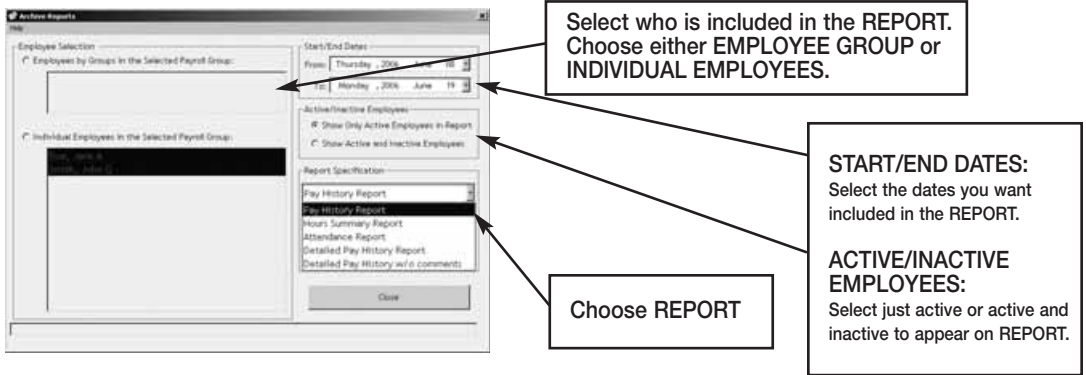 Archive Reports
Help
Employee Selection
Employees by Groups in the Selected Payroll Group:
Individual Employees in the Selected Payroll Group:
Start/End Dates
From: Thursday , 2006 June
To: Monday , 2006 June 19
Active/Inactive Employees
Show Only Active Employees in Report
Show Active and Inactive Employees
Report Specification
Pay History Report
Pay History Report
Hours Summary Report
Attendance Report
Detailed Pay History Report
Detailed Pay History w/o comments
Close
Select who is included in the REPORT.
Choose either EMPLOYEE GROUP or
INDIVIDUAL EMPLOYEES.
START/END DATES:
Select the dates you want
included in the REPORT.
ACTIVE/INACTIVE
EMPLOYEES:
Select just active or active and
inactive to appear on REPORT.
Choose REPORT